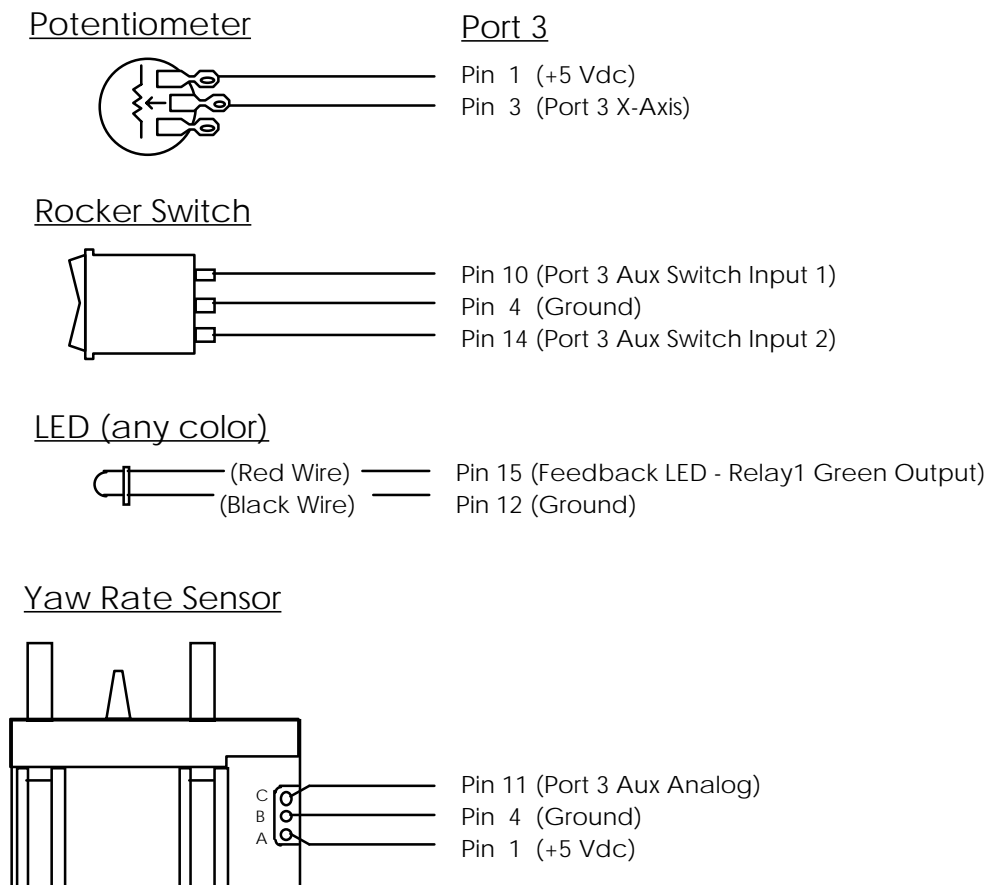 Potentiometer Port 3
Pin 1 (+5 Vdc)
Pin 3 (Port 3 X-Axis)
Rocker Switch
Pin 10 (Port 3 Aux Switch Input 1)
Pin 4 (Ground)
Pin 14 (Port 3 Aux Switch Input 2)
LED (any color)
(Red Wire) Pin 15 (Feedback LED - Relay1 Green Output)
(Black Wire) Pin 12 (Ground)
Yaw Rate Sensor
C Pin 11 (Port 3 Aux Analog)
B Pin 4 (Ground)
A Pin 1 (+5 Vdc)